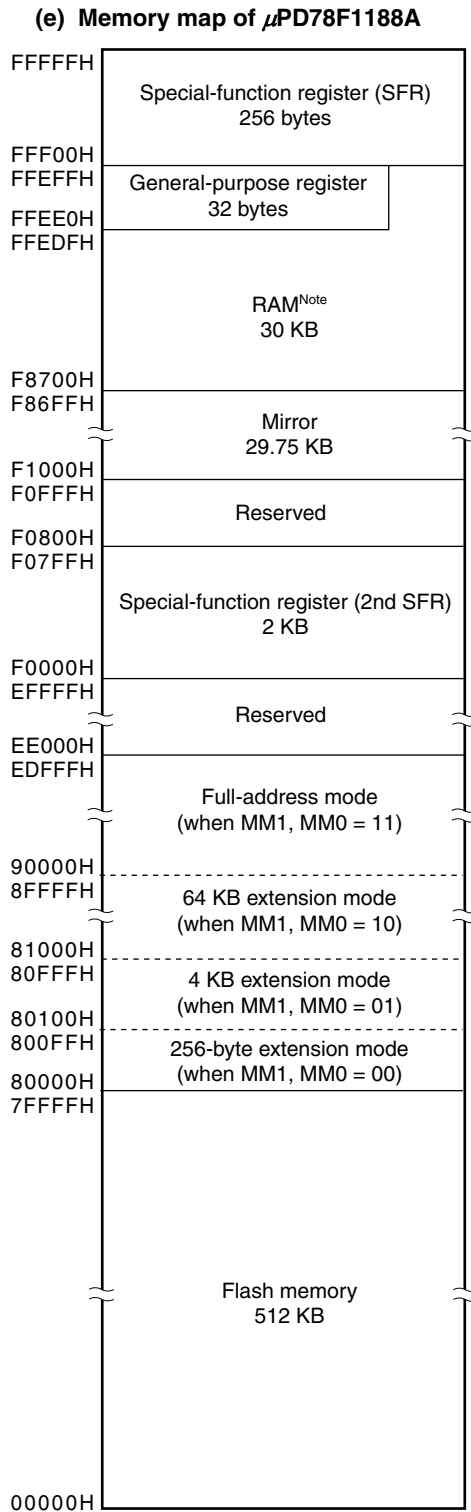 (e) Memory map of μPD78F1188A
FFFFFH
Special-function register (SFR)
256 bytes
FFF00H
FFEFFH
General-purpose register
32 bytes
FFEE0H
FFEDFH
RAMNote
30 KB
F8700H
F86FFH
Mirror
29.75 KB
F1000H
F0FFFH
Reserved
F0800H
F07FFH
Special-function register (2nd SFR)
2 KB
F0000H
EFFFFH
Reserved
EE000H
EDFFFH
Full-address mode
(when MM1, MM0 = 11)
90000H
8FFFFH
64 KB extension mode
(when MM1, MM0 = 10)
81000H
80FFFH
4 KB extension mode
(when MM1, MM0 = 01)
80100H
800FFH
256-byte extension mode
(when MM1, MM0 = 00)
80000H
7FFFFH
Flash memory
512 KB
00000H